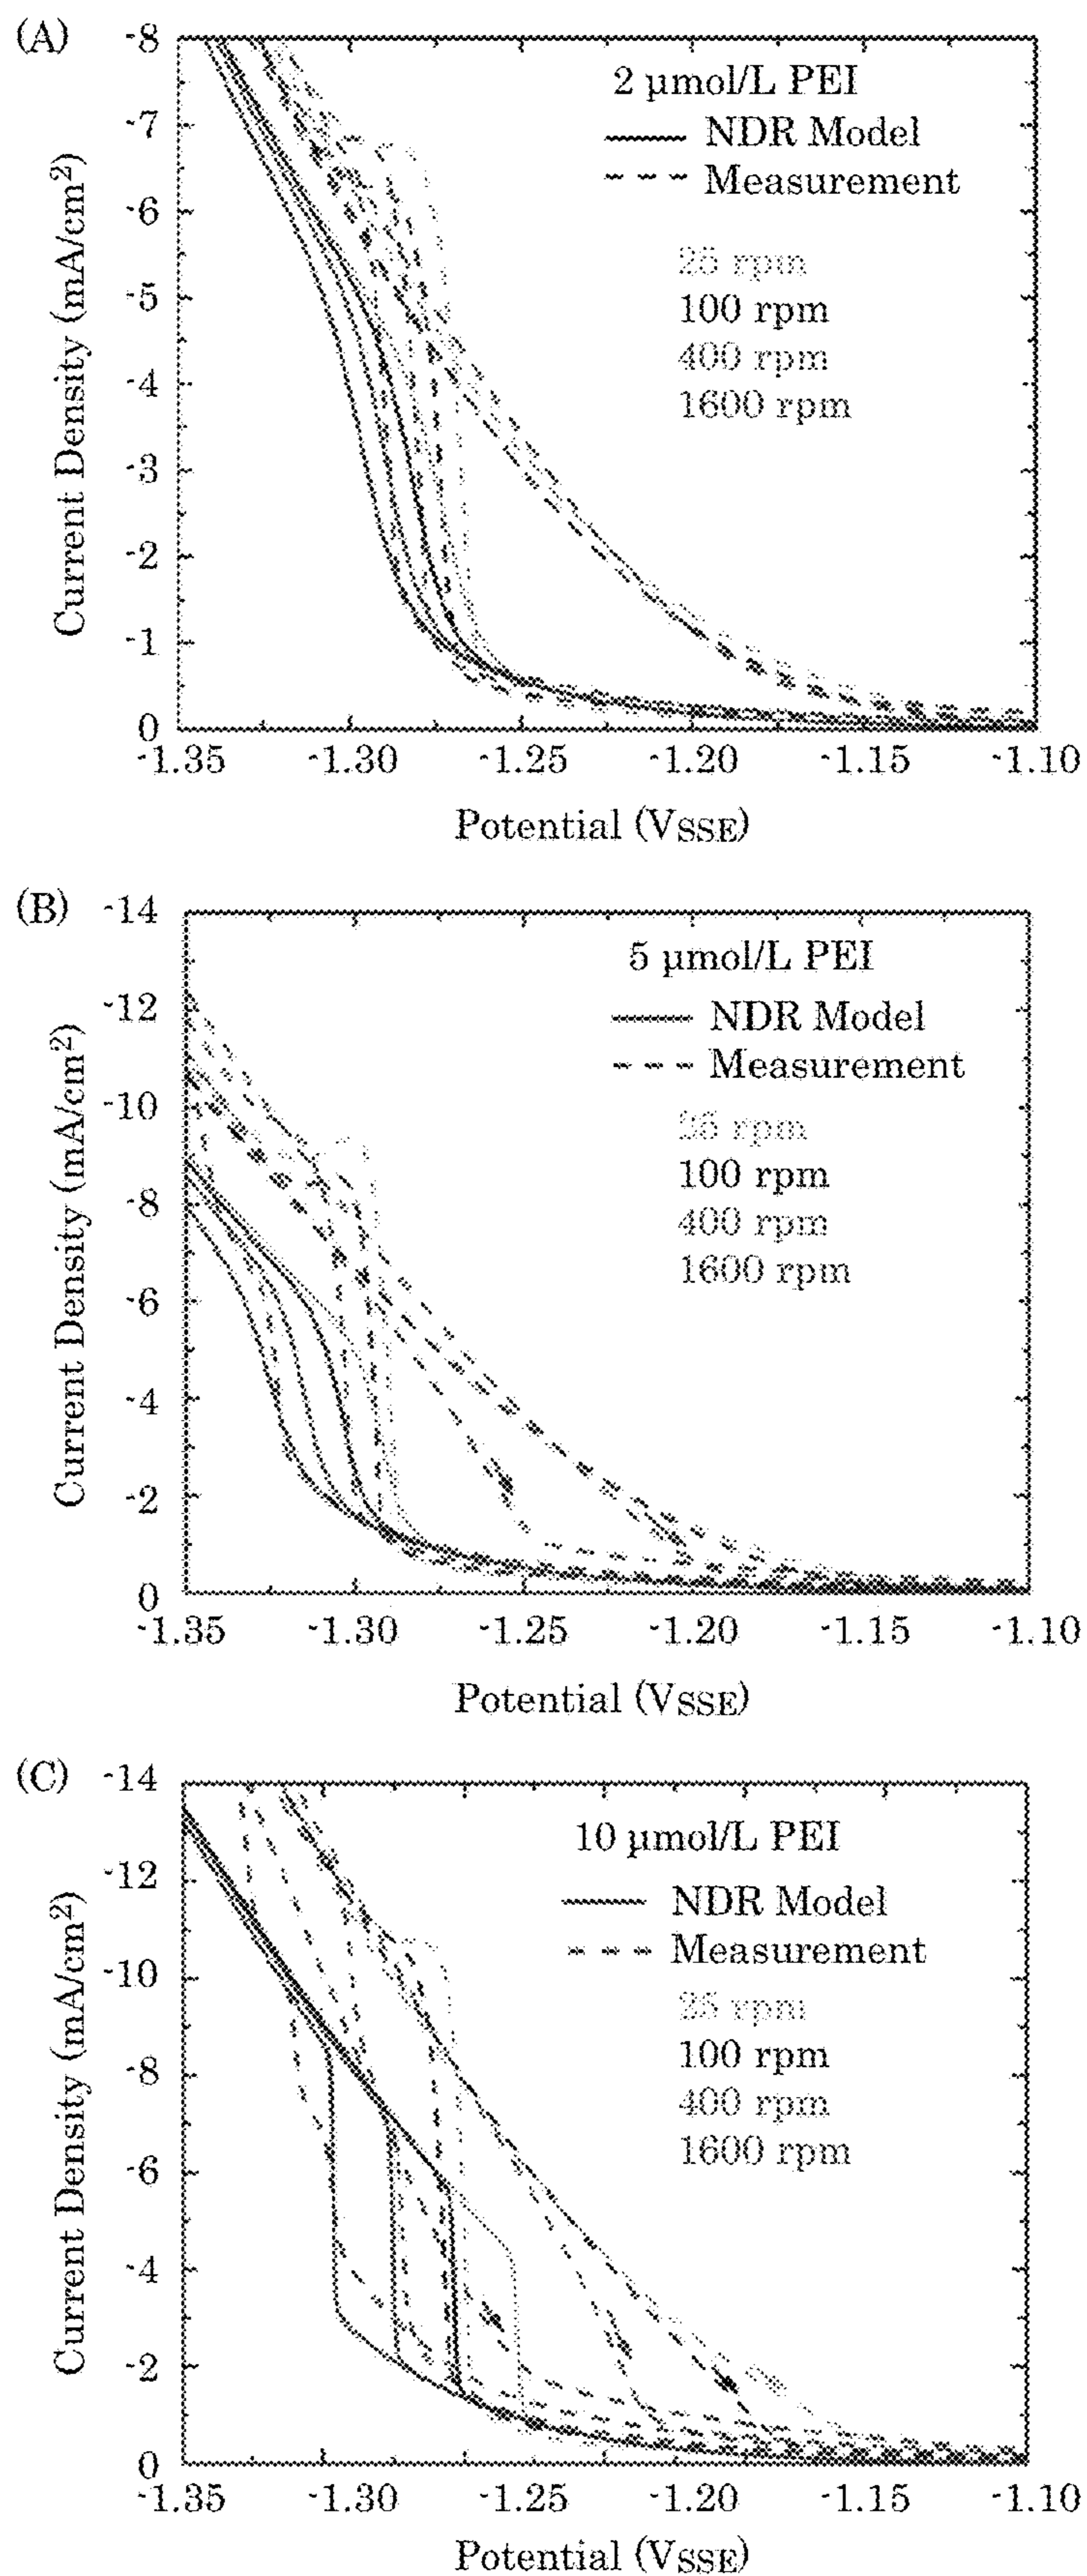 (A)
-8
-7
-6
-5
-4
-3
-2
-1
0
Current Density (mA/cm2)
2 µmol/L PEI
NDR Model
Measurement
25 rpm
100 rpm
400 rpm
1600 rpm
-1.35 -1.30 -1.25 -1.20 -1.15 -1.10
Potential (VSSE)
(B)
-14
-12
-10
-8
-6
-4
-2
0
Current Density (mA/cm2)
5 µmol/L PEI
NDR Model
Measurement
25 rpm
100 rpm
400 rpm
1600 rpm
-1.35 -1.30 -1.25 -1.20 -1.15 -1.10
Potential (VSSE)
(C)
-14
-12
-10
-8
-6
-4
-2
0
Current Density (mA/cm2)
10 µmol/L PEI
NDR Model
Measurement
25 rpm
100 rpm
400 rpm
1600 rpm
-1.35 -1.30 -1.25 -1.20 -1.15 -1.10
Potential (VSSE)